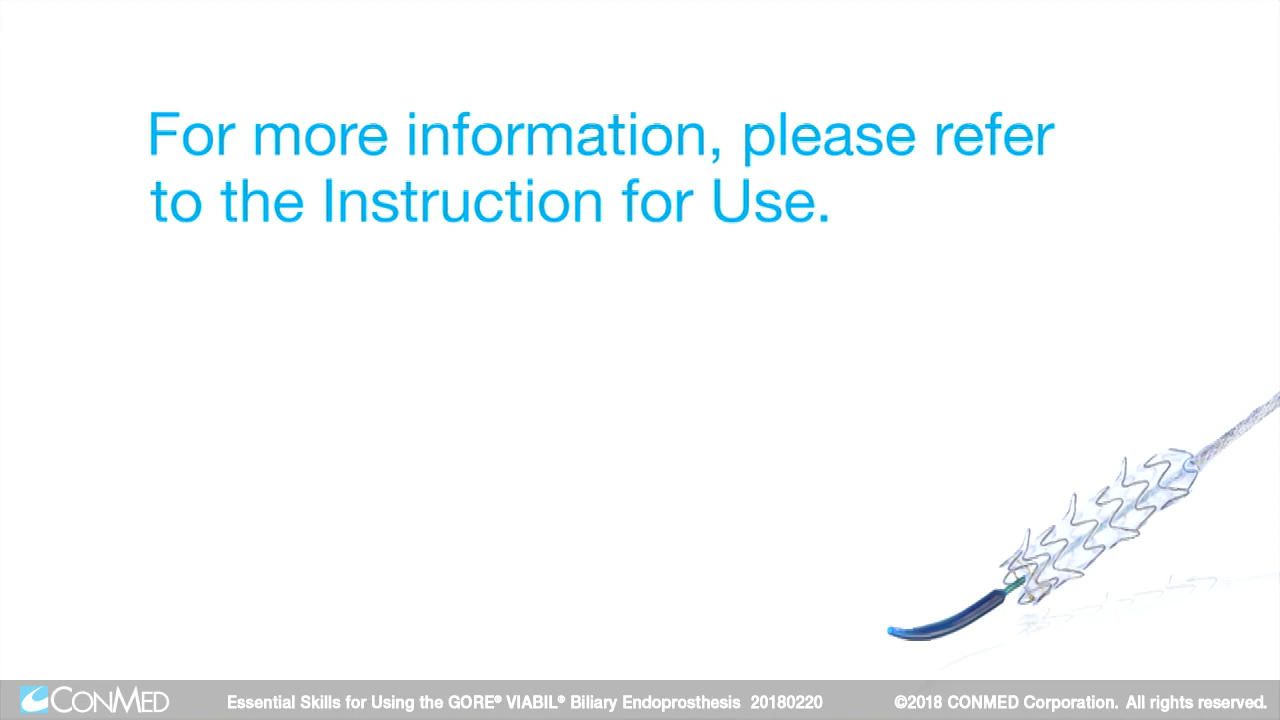 For more information, please refer
to the Instruction for Use.
CONMED Essential Skills for Using the GORE® VIABIL® Biliary Endoprosthesis 20180220 ©2018 CONMED Corporation. All rights reserved.